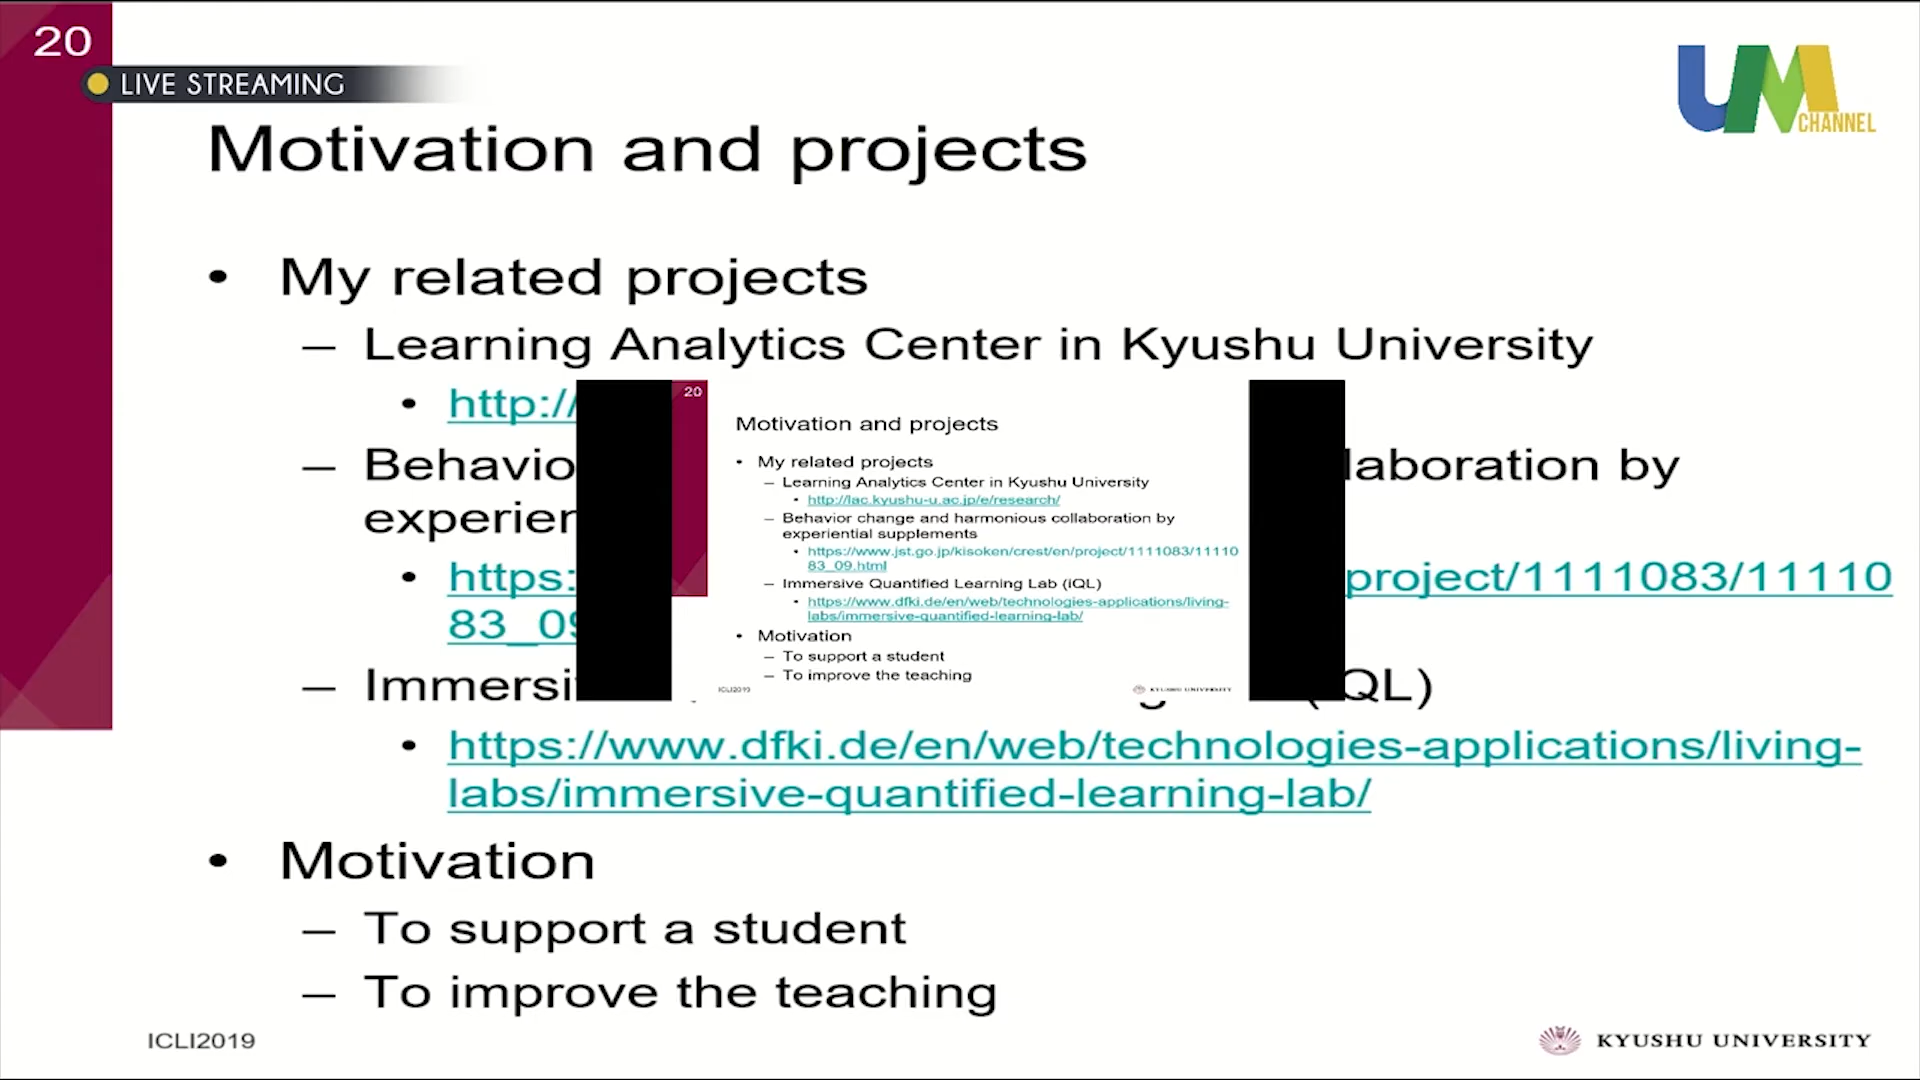 20
LIVE STREAMING
UM
CHANNEL
Motivation and projects
• My related projects
– Learning Analytics Center in Kyushu University
• http://
– Behavio laboration by
experien
• https: project/1111083/11110
83_09
– Immersi QL)
• https://www.dfki.de/en/web/technologies-applications/living-
labs/immersive-quantified-learning-lab/
• Motivation
– To support a student
– To improve the teaching
ICLI2019
KYUSHU UNIVERSITY
20
Motivation and projects
• My related projects
– Learning Analytics Center in Kyushu University
• http://lac.kyushu-u.ac.jp/e/research/
– Behavior change and harmonious collaboration by
experiential supplements
• https://www.jst.go.jp/kisoken/crest/en/project/1111083/11110
83_09.html
– Immersive Quantified Learning Lab (iQL)
• https://www.dfki.de/en/web/technologies-applications/living-
labs/immersive-quantified-learning-lab/
• Motivation
– To support a student
– To improve the teaching
ICLI2019
KYUSHU UNIVERSITY